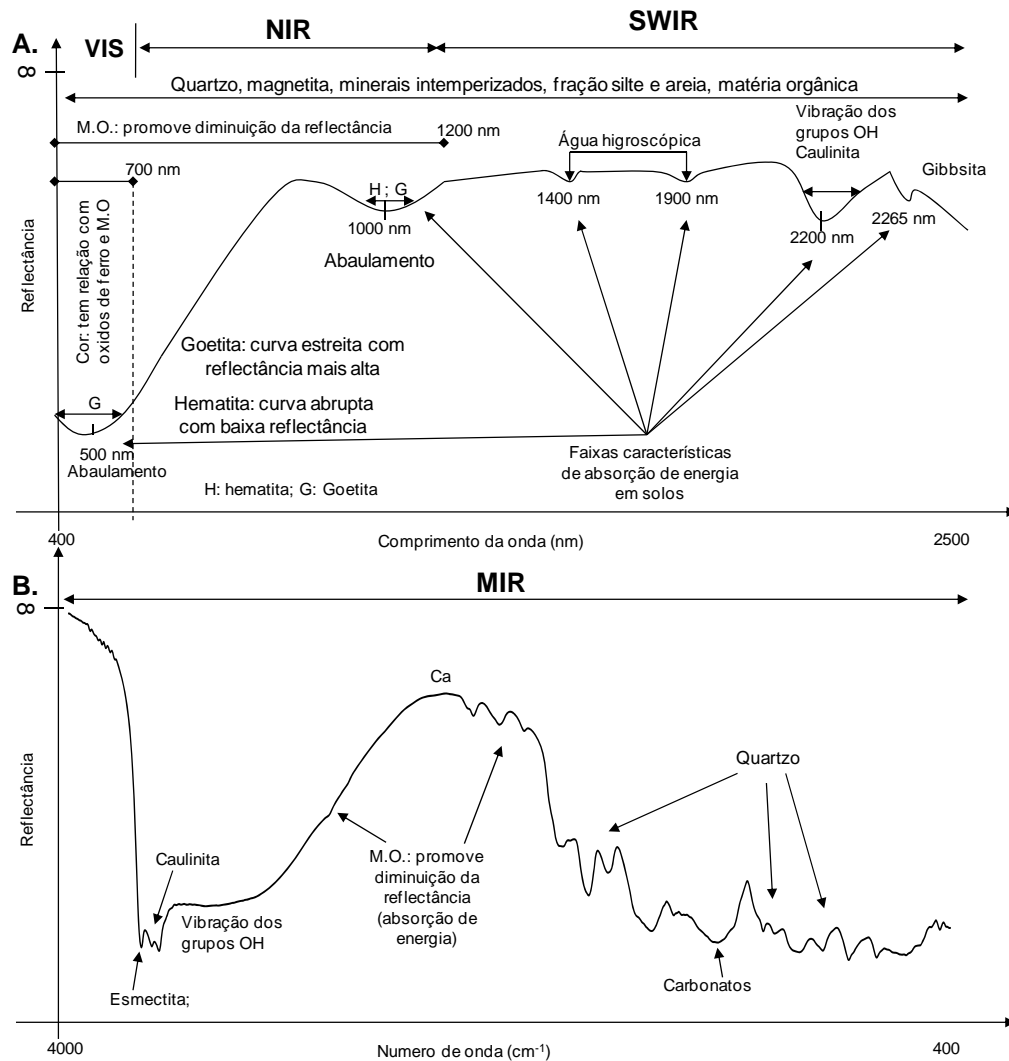 A.
VIS
NIR
SWIR
8
Quartzo, magnetita, minerais intemperizados, fração silte e areia, matéria orgânica
M.O.: promove diminuição da reflectância
1200 nm
700 nm
Água higroscópica
Vibração dos
grupos OH
Caulinita
Gibbsita
H ; G
1000 nm
1400 nm
1900 nm
2200 nm
2265 nm
Abaulamento
Reflectância
Cor: tem relação com
oxidos de ferro e M.O
Goetita: curva estreita com
reflectância mais alta
Hematita: curva abrupta
com baixa reflectância
G
500 nm
Abaulamento
Faixas características
de absorção de energia
em solos
H: hematita; G: Goetita
400
Comprimento da onda (nm)
2500
B.
MIR
8
Ca
Reflectância
Quartzo
Caulinita
Vibração dos
grupos OH
M.O.: promove
diminuição da
reflectância
(absorção de
energia)
Esmectita;
Carbonatos
4000
Numero de onda (cm⁻¹)
400